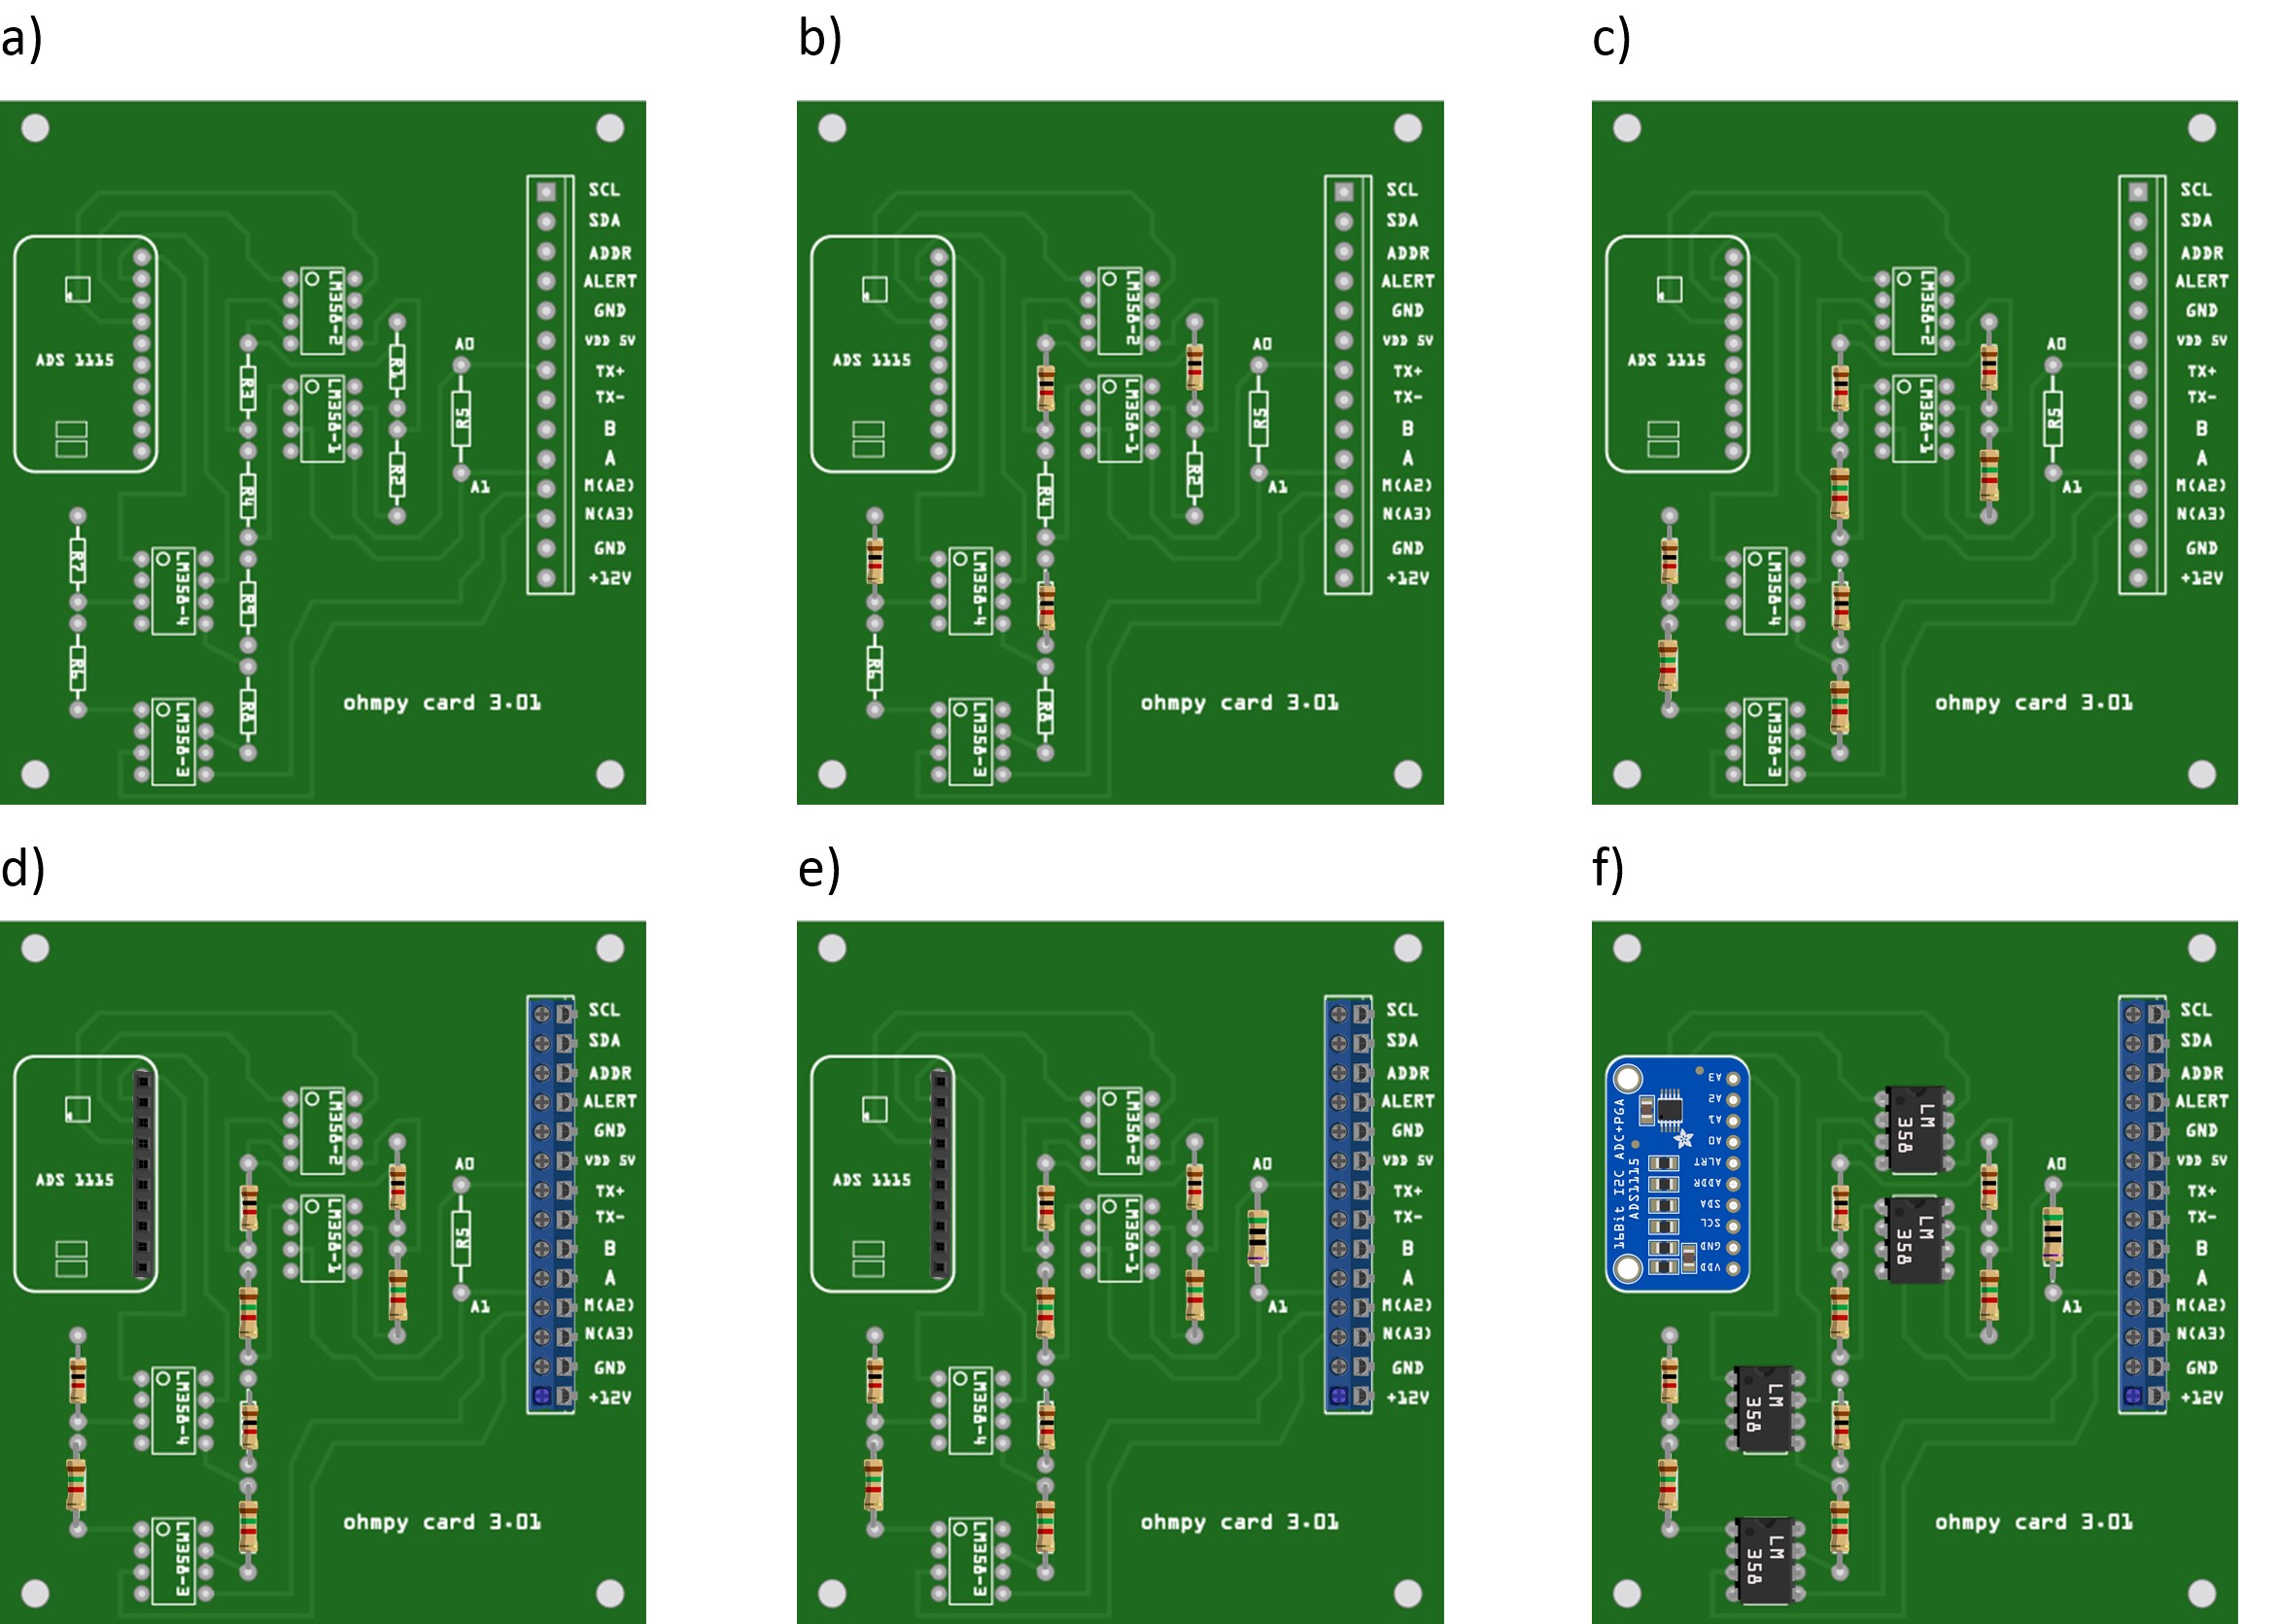 a)
SCL
SDA
ADDR
ALERT
GND
VDD 5V
TX+
TX-
B
A
M(A2)
N(A3)
GND
+12V
ADS 1115
LM358-2
LM358-1
R3
R1
A0
R5
A1
R4
R2
R7
LM358-4
R9
R6
R8
LM358-3
ohmpy card 3.01
b)
SCL
SDA
ADDR
ALERT
GND
VDD 5V
TX+
TX-
B
A
M(A2)
N(A3)
GND
+12V
ADS 1115
LM358-2
LM358-1
A0
R5
A1
R4
R2
LM358-4
R6
R8
LM358-3
ohmpy card 3.01
c)
SCL
SDA
ADDR
ALERT
GND
VDD 5V
TX+
TX-
B
A
M(A2)
N(A3)
GND
+12V
ADS 1115
LM358-2
LM358-1
A0
R5
A1
LM358-4
LM358-3
ohmpy card 3.01
d)
SCL
SDA
ADDR
ALERT
GND
VDD 5V
TX+
TX-
B
A
M(A2)
N(A3)
GND
+12V
ADS 1115
LM358-2
LM358-1
A0
R5
A1
LM358-4
LM358-3
ohmpy card 3.01
e)
SCL
SDA
ADDR
ALERT
GND
VDD 5V
TX+
TX-
B
A
M(A2)
N(A3)
GND
+12V
ADS 1115
LM358-2
LM358-1
A0
A1
LM358-4
LM358-3
ohmpy card 3.01
f)
SCL
SDA
ADDR
ALERT
GND
VDD 5V
TX+
TX-
B
A
M(A2)
N(A3)
GND
+12V
16Bit I2C ADC+PGA
ADS1115
A3
A2
A1
A0
ALRT
ADDR
SDA
SCL
GND
VDD
LM
358
LM
358
A0
A1
LM
358
LM
358
ohmpy card 3.01